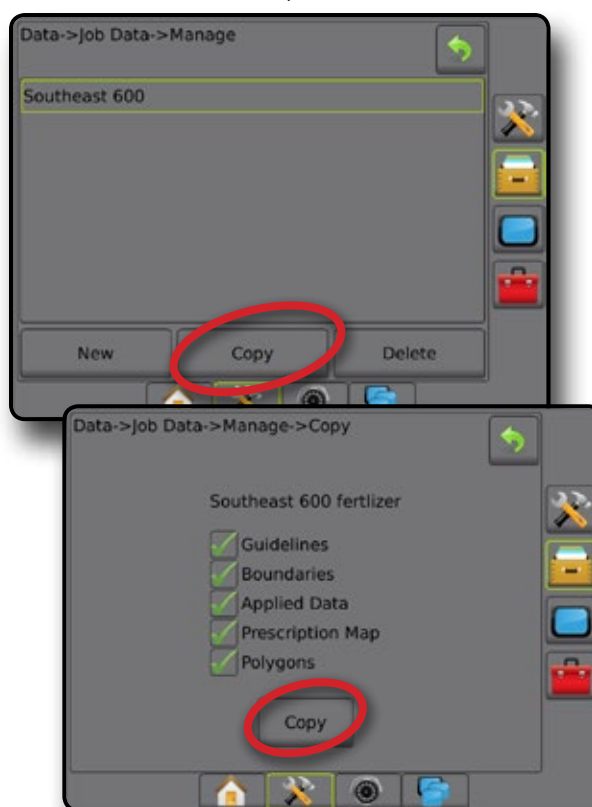 Data->Job Data->Manage
Southeast 600
New Copy Delete
Data->Job Data->Manage->Copy
Southeast 600 fertlizer
Guidelines
Boundaries
Applied Data
Prescription Map
Polygons
Copy